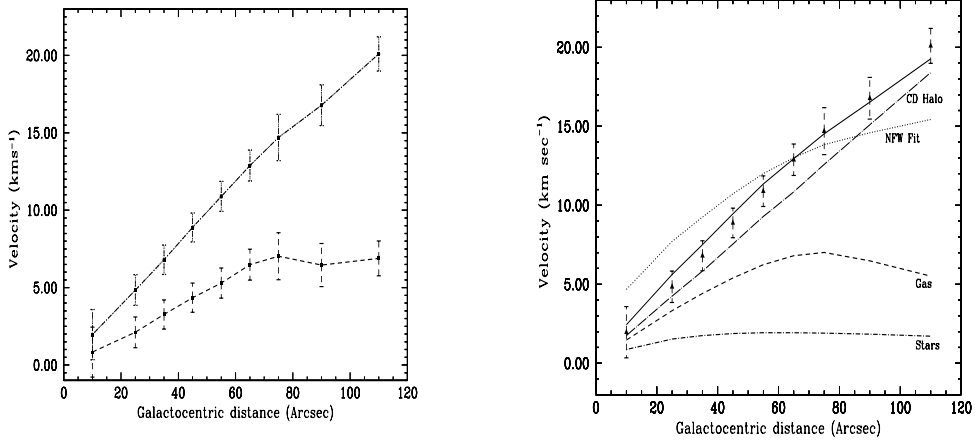 20.00
15.00
10.00
5.00
0.00
Velocity (kms⁻¹)
0 20 40 60 80 100 120
Galactocentric distance (Arcsec)
20.00
15.00
10.00
5.00
0.00
Velocity (km sec⁻¹)
CD Halo
NFW Fit
Gas
Stars
0 20 40 60 80 100 120
Galactocentric distance (Arcsec)